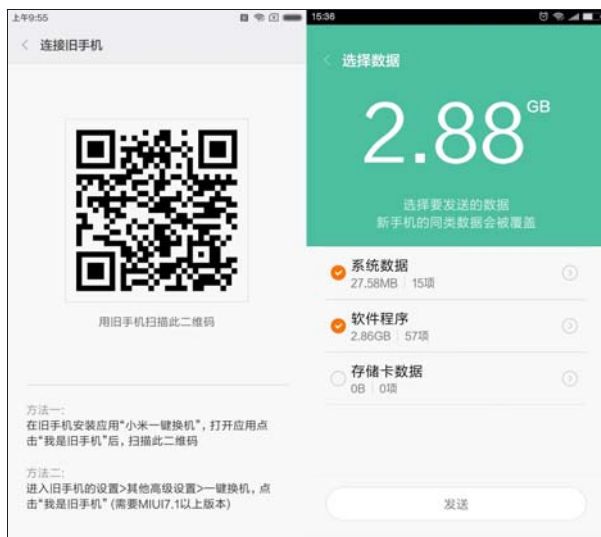 上午9:55
连接旧手机
用旧手机扫描此二维码
方法一:
在旧手机安装应用“小米一键换机”,打开应用点
击“我是旧手机”后,扫描此二维码
方法二:
进入旧手机的设置>其他高级设置>一键换机,点
击“我是旧手机”(需要MIUI7.1以上版本)
15:36
选择数据
2.88GB
选择要发送的数据
新手机的同类数据会被覆盖
系统数据
27.58MB | 15项
软件程序
2.86GB | 57项
存储卡数据
0B | 0项
发送